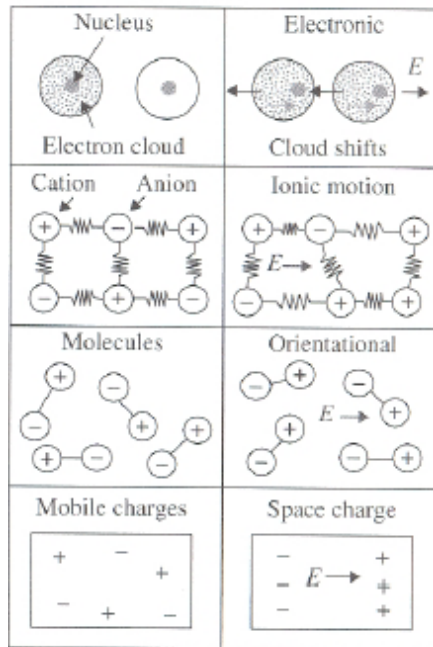 Nucleus
Electron cloud
Electronic
E
Cloud shifts
Cation Anion
+ − +
− + −
Ionic motion
+ − +
E
− + +
Molecules
+ − − +
− + + − −
Orientational
− + −
E +
+ − − +
Mobile charges
+ − +
− + −
Space charge
− +
− E +
− +